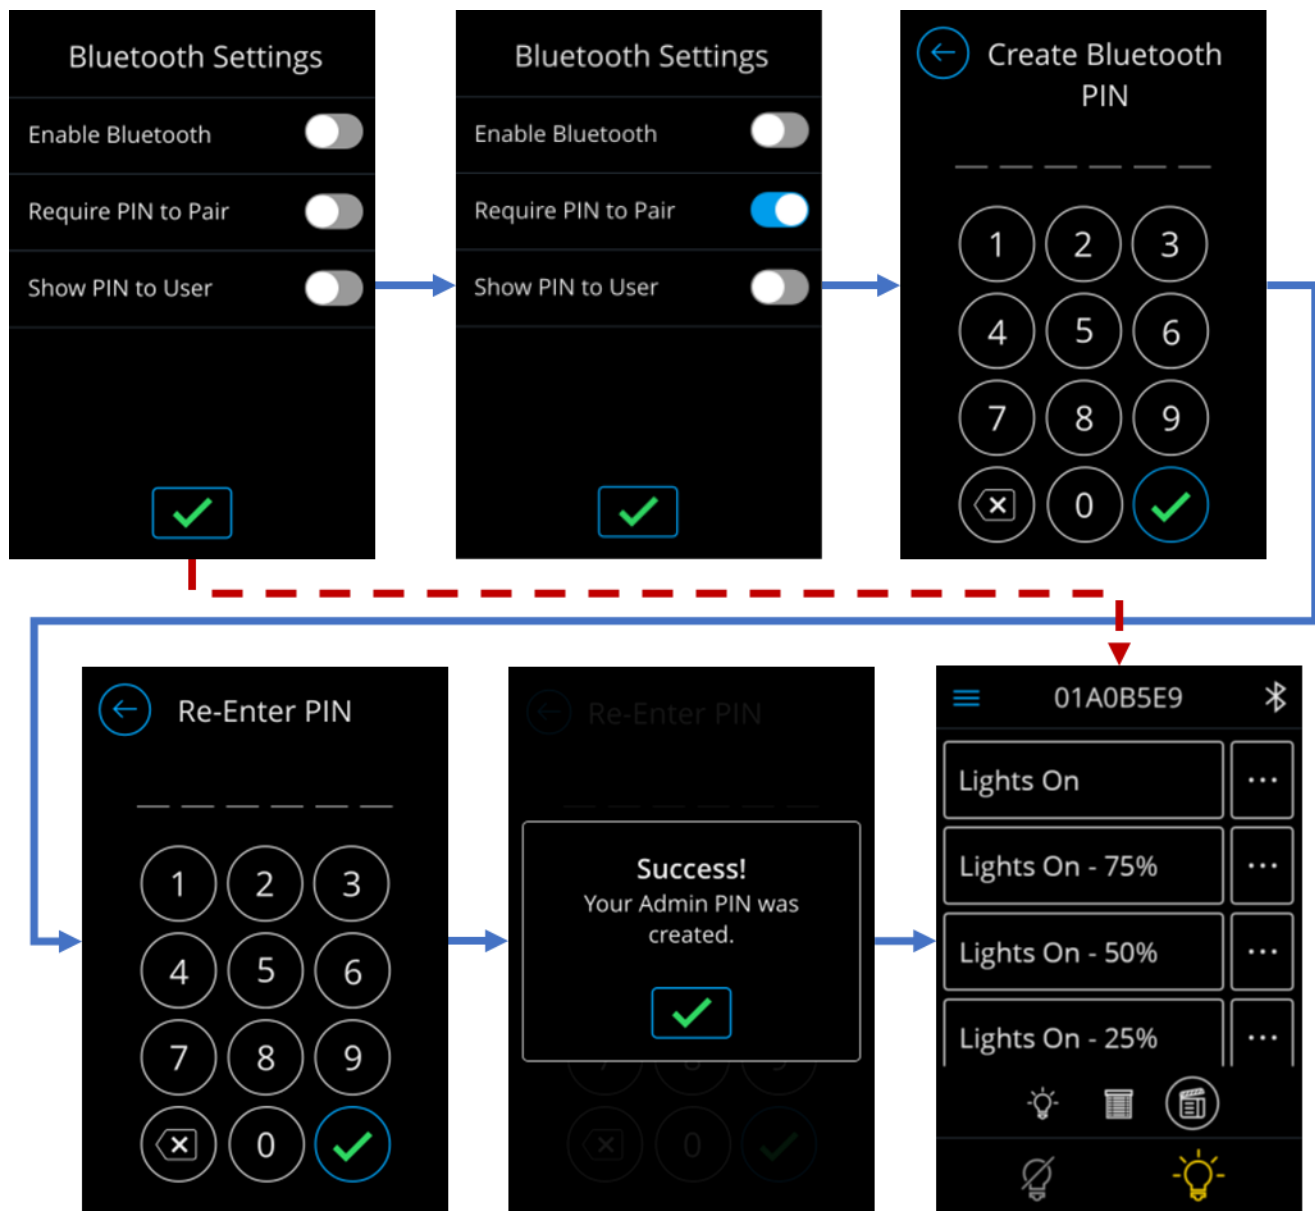 Bluetooth Settings
Enable Bluetooth
Require PIN to Pair
Show PIN to User
Bluetooth Settings
Enable Bluetooth
Require PIN to Pair
Show PIN to User
Create Bluetooth
PIN
1 2 3
4 5 6
7 8 9
0
Re-Enter PIN
1 2 3
4 5 6
7 8 9
0
Re-Enter PIN
Success!
Your Admin PIN was
created.
7 8 9
0
01A0B5E9
Lights On ...
Lights On - 75% ...
Lights On - 50% ...
Lights On - 25% ...